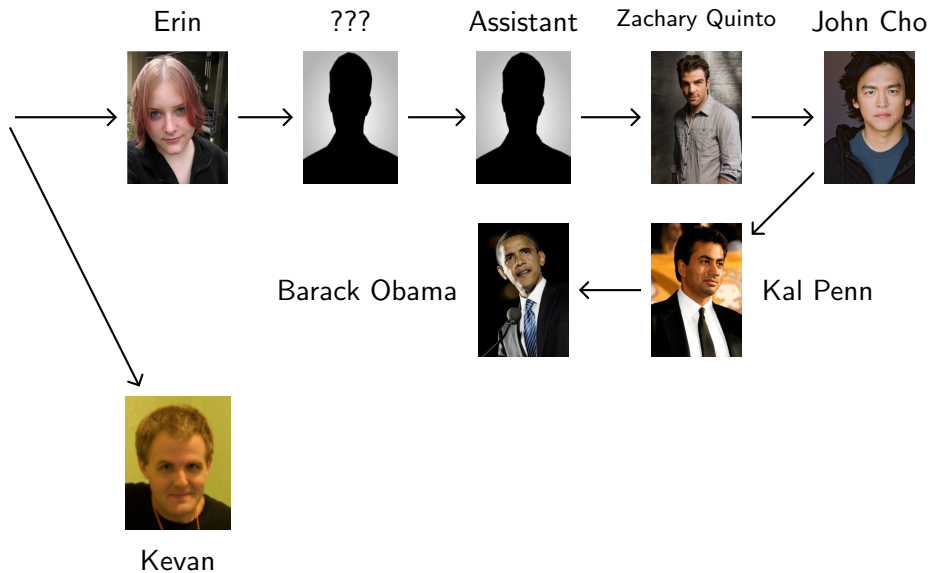 Erin
???
Assistant
Zachary Quinto
John Cho
Barack Obama
Kal Penn
Kevan